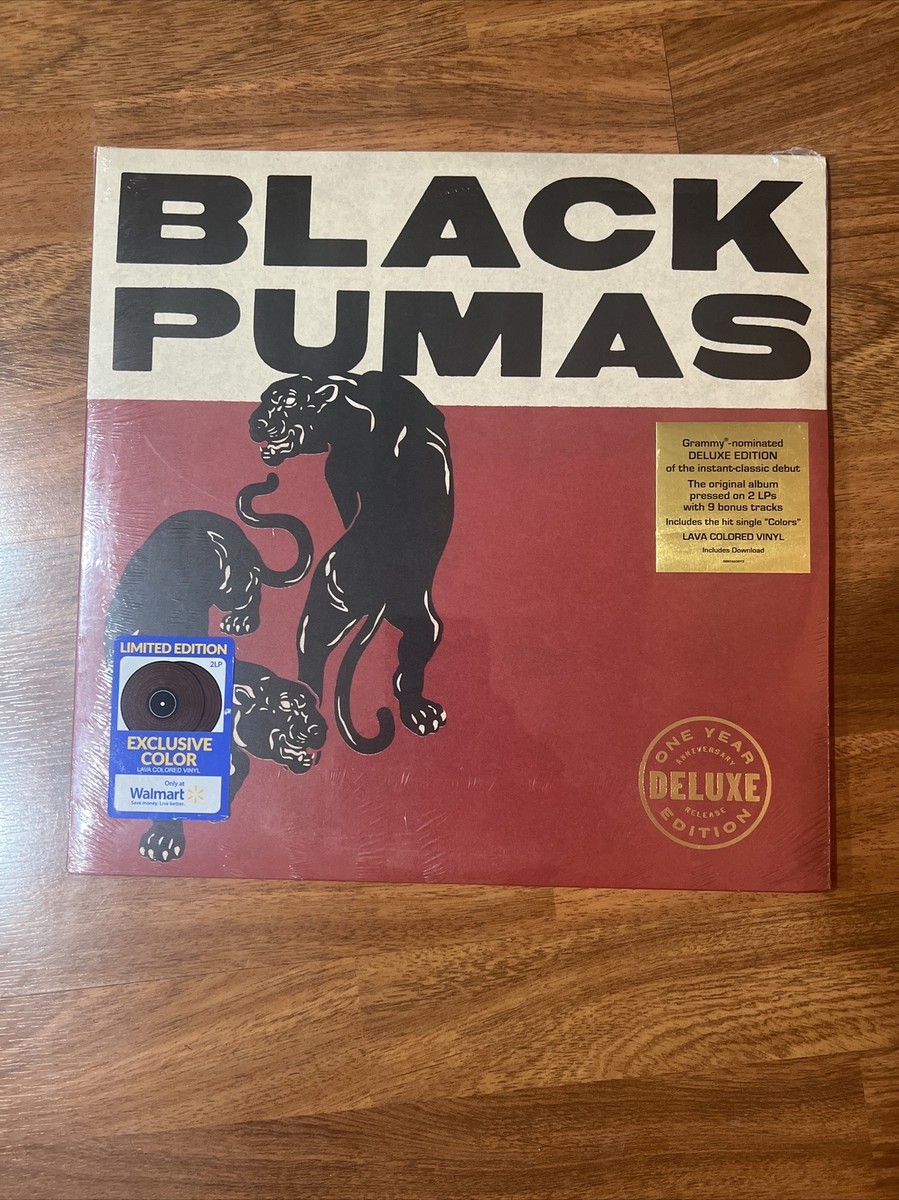 BLACK
PUMAS
Grammy®-nominated
DELUXE EDITION
of the instant-classic debut
The original album
pressed on 2 LPs
with 9 bonus tracks
Includes the hit single "Colors"
LAVA COLORED VINYL
Includes Download
LIMITED EDITION
2LP
EXCLUSIVE
COLOR
LAVA COLORED VINYL
Only at
Walmart
Save money. Live better.
ONE YEAR
ANNIVERSARY
DELUXE
RELEASE
EDITION